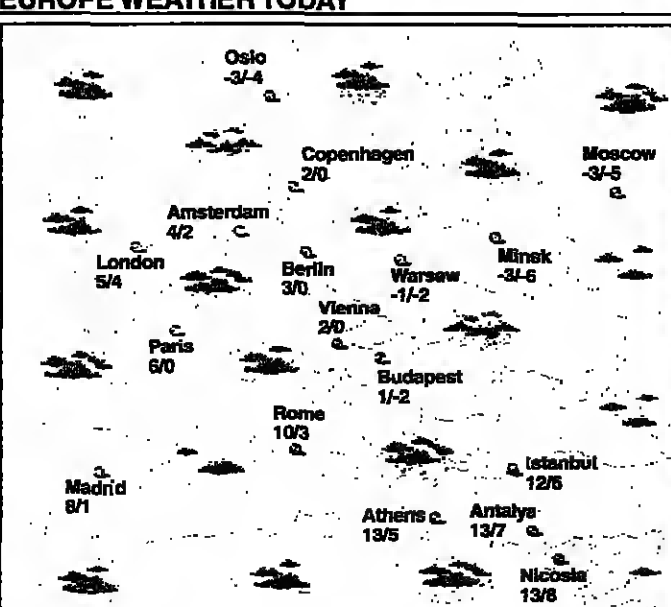 EUROPE WEATHER TODAY
Oslo
-3/-4
Copenhagen
2/0
Moscow
-3/-5
Amsterdam
4/2
London
5/4
Berlin
3/0
Warsaw
-1/-2
Minsk
-3/-6
Vienna
2/0
Paris
6/0
Budapest
1/-2
Rome
10/3
Istanbul
12/6
Madrid
8/1
Athens
13/5
Antalya
13/7
Nicosia
13/8